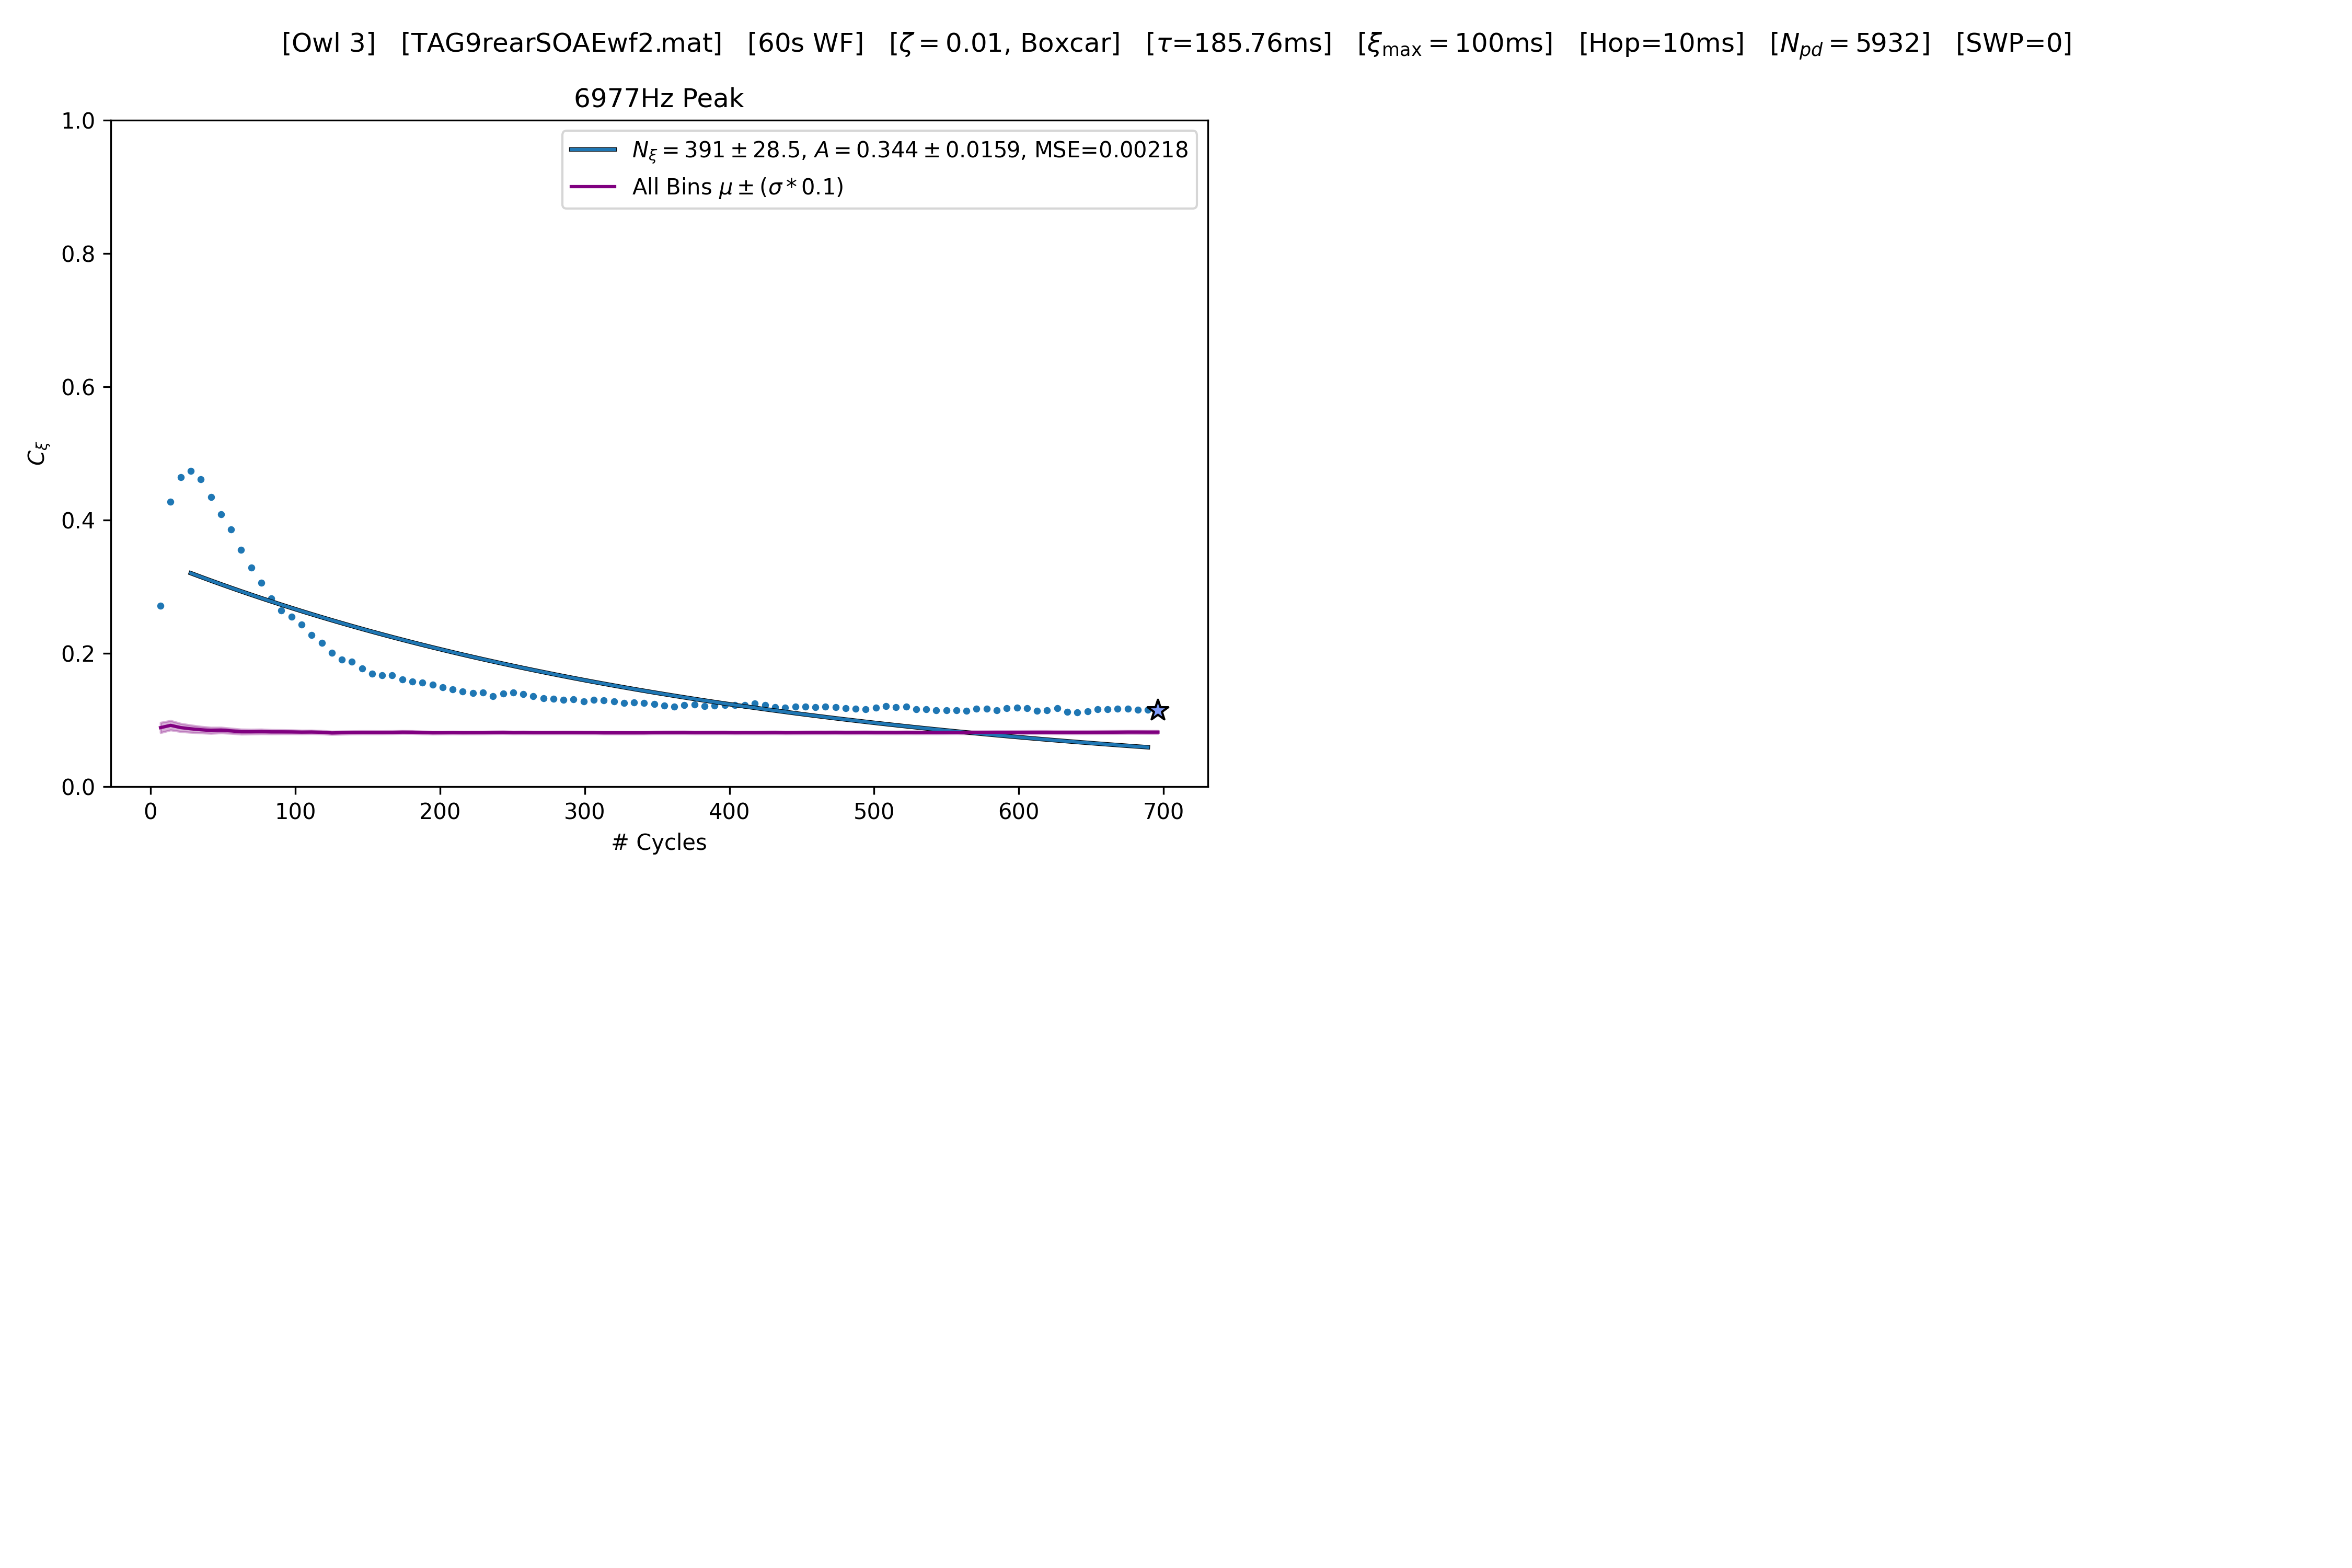 [Owl 3] [TAG9rearSOAEwf2.mat] [60s WF] [ζ = 0.01, Boxcar] [τ=185.76ms] [ξmax = 100ms] [Hop=10ms] [Npd = 5932] [SWP=0]
6977Hz Peak
Nξ = 391 ± 28.5, A = 0.344 ± 0.0159, MSE=0.00218
All Bins μ ± (σ * 0.1)
1.0
0.8
0.6
0.4
0.2
0.0
Cξ
0 100 200 300 400 500 600 700
# Cycles